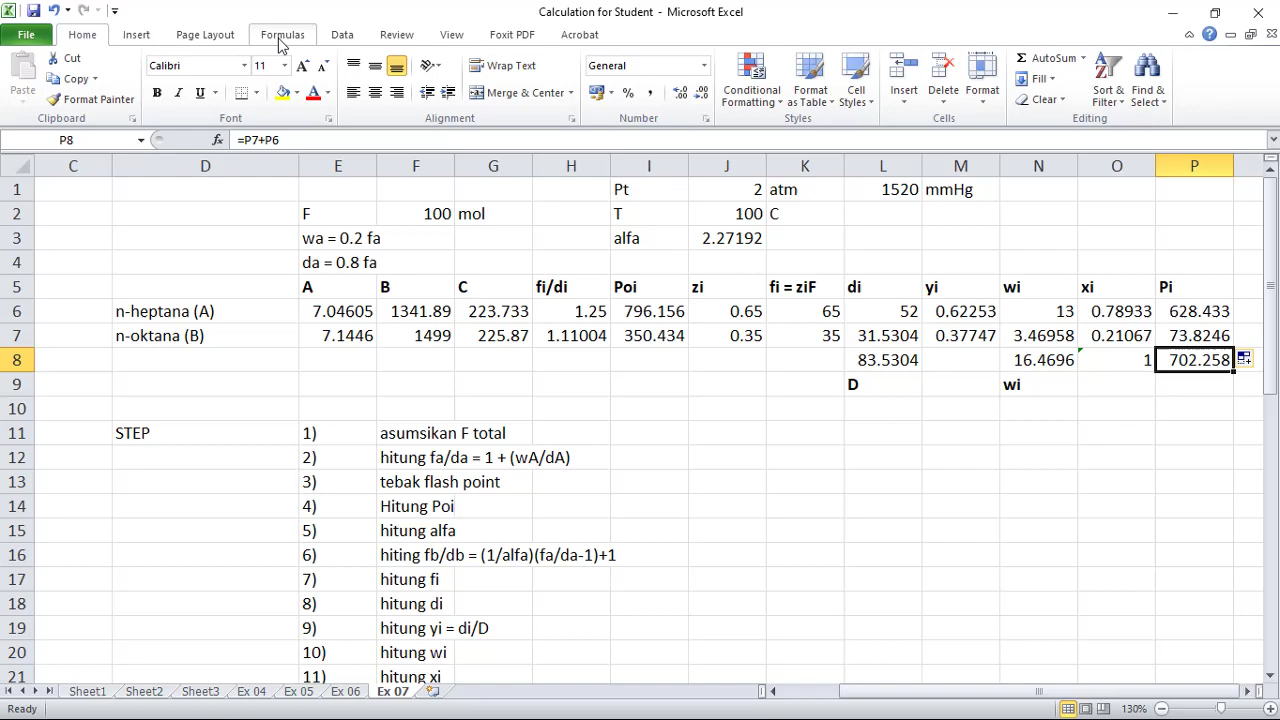 Calculation for Student - Microsoft Excel
File Home Insert Page Layout Formulas Data Review View Foxit PDF Acrobat
Paste Cut Copy Format Painter Clipboard
Calibri 11 A A B I U A Font
Wrap Text Merge & Center Alignment
General % , Number
Conditional Formatting Format as Table Cell Styles Styles
Insert Delete Format Cells
Σ AutoSum Fill Clear Sort & Filter Find & Select Editing
P8 fx =P7+P6
C D E F G H I J K L M N O P
1 Pt 2 atm 1520 mmHg
2 F 100 mol T 100 C
3 wa = 0.2 fa alfa 2.27192
4 da = 0.8 fa
5 A B C fi/di Poi zi fi = ziF di yi wi xi Pi
6 n-heptana (A) 7.04605 1341.89 223.733 1.25 796.156 0.65 65 52 0.62253 13 0.78933 628.433
7 n-oktana (B) 7.1446 1499 225.87 1.11004 350.434 0.35 35 31.5304 0.37747 3.46958 0.21067 73.8246
8 83.5304 16.4696 1 702.258
9 D wi
10
11 STEP 1) asumsikan F total
12 2) hitung fa/da = 1 + (wA/dA)
13 3) tebak flash point
14 4) Hitung Poi
15 5) hitung alfa
16 6) hiting fb/db = (1/alfa)(fa/da-1)+1
17 7) hitung fi
18 8) hitung di
19 9) hitung yi = di/D
20 10) hitung wi
21 11) hitung xi
Sheet1 Sheet2 Sheet3 Ex 04 Ex 05 Ex 06 Ex 07
Ready 130%